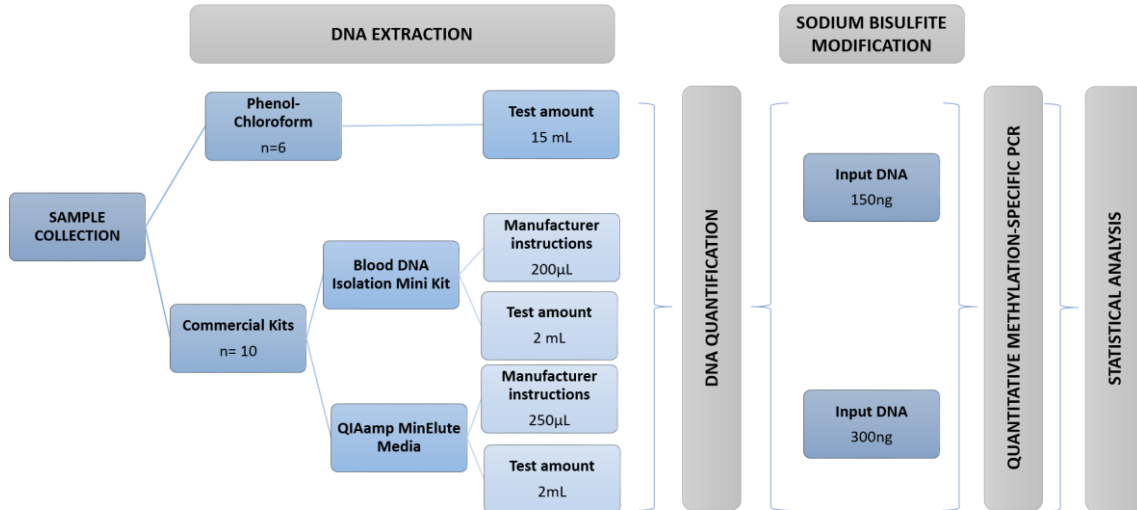 DNA EXTRACTION
SODIUM BISULFITE
MODIFICATION
SAMPLE
COLLECTION
Phenol-
Chloroform
n=6
Test amount
15 mL
Commercial Kits
n= 10
Blood DNA
Isolation Mini Kit
Manufacturer
instructions
200µL
Test amount
2 mL
QIAamp MinElute
Media
Manufacturer
instructions
250µL
Test amount
2mL
DNA QUANTIFICATION
Input DNA
150ng
Input DNA
300ng
QUANTITATIVE METHYLATION-SPECIFIC PCR
STATISTICAL ANALYSIS